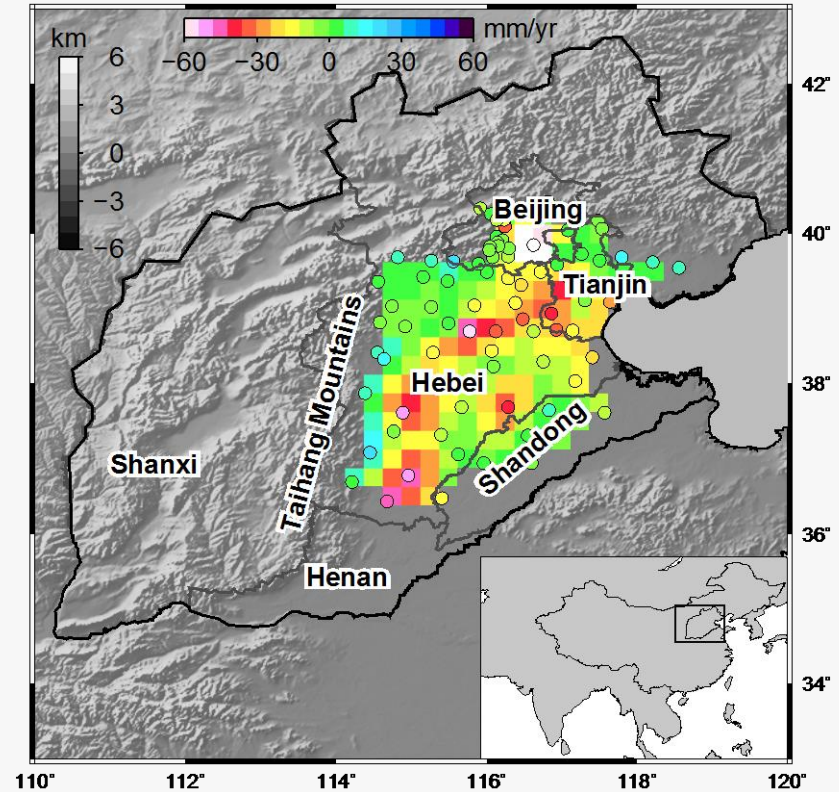 km
6
3
0
−3
−6
mm/yr
−60 −30 0 30 60
42°
Beijing
40°
Tianjin
Taihang Mountains
Hebei
38°
Shandong
Shanxi
36°
Henan
34°
110° 112° 114° 116° 118° 120°